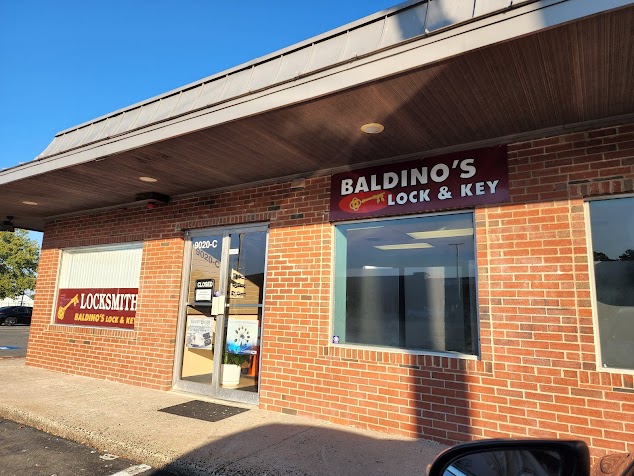 BALDINO'S
LOCK & KEY
9020-C
CLOSED
LOCKSMITH
BALDINO'S LOCK & KEY